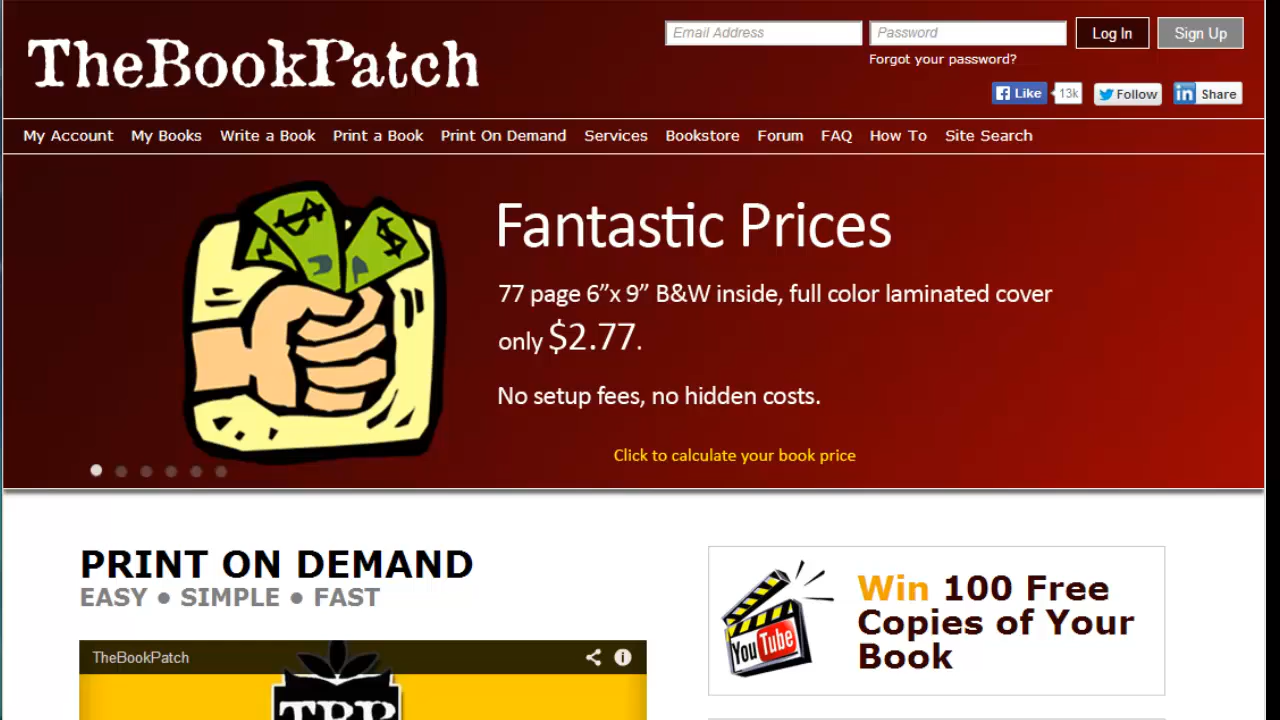 TheBookPatch
Email Address
Password
Log In
Sign Up
Forgot your password?
Like
13k
Follow
in Share
My Account My Books Write a Book Print a Book Print On Demand Services Bookstore Forum FAQ How To Site Search
$ $
Fantastic Prices
77 page 6”x 9” B&W inside, full color laminated cover
only $2.77.
No setup fees, no hidden costs.
Click to calculate your book price
PRINT ON DEMAND
EASY ● SIMPLE ● FAST
TheBookPatch
TBP
You Tube
Win 100 Free
Copies of Your
Book